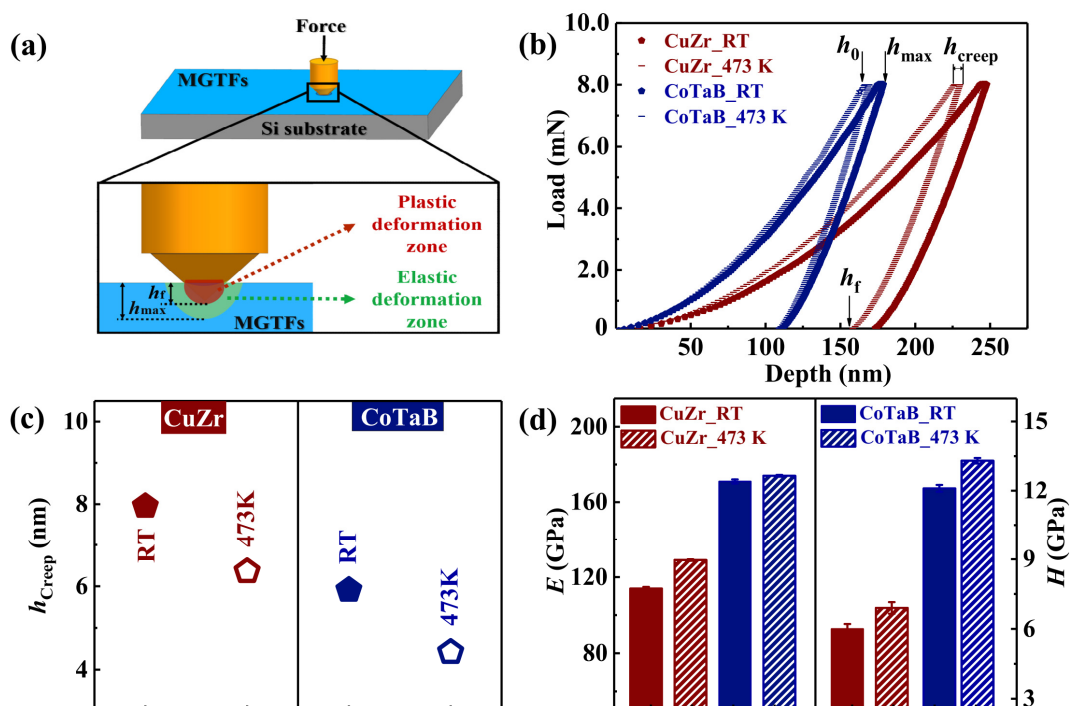 (a)
Force
MGTFs
Si substrate
Plastic
deformation
zone
Elastic
deformation
zone
hf
hmax
MGTFs
(b)
10.0
8.0
6.0
4.0
2.0
0
Load (mN)
CuZr_RT
CuZr_473 K
CoTaB_RT
CoTaB_473 K
h0
hmax
hcreep
hf
50
100
150
200
250
Depth (nm)
(c)
10
8
6
4
hCreep (nm)
CuZr
CoTaB
RT
473K
RT
473K
(d)
200
160
120
80
E (GPa)
CuZr_RT
CuZr_473 K
CoTaB_RT
CoTaB_473 K
15
12
9
6
3
H (GPa)